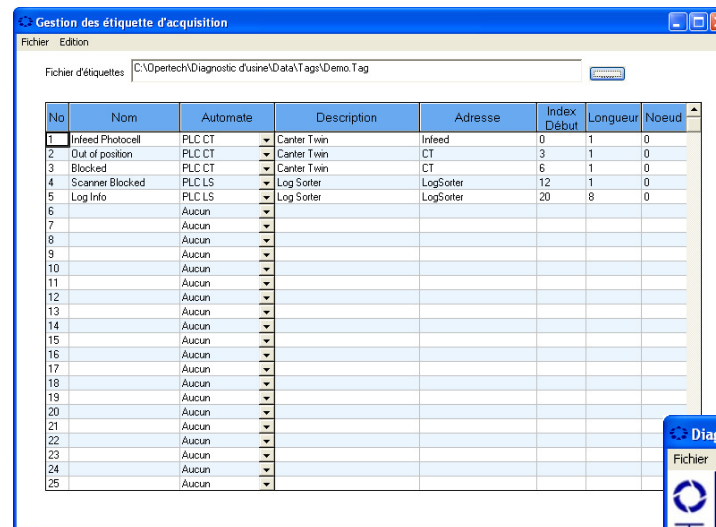 Gestion des étiquette d'acquisition
Fichier Edition
Fichier d'étiquettes C:\Opertech\Diagnostic d'usine\Data\Tags\Demo.Tag
No Nom Automate Description Adresse Index Début Longueur Noeud
1 Infeed Photocell PLC CT Canter Twin Infeed 0 1 0
2 Out of position PLC CT Canter Twin CT 3 1 0
3 Blocked PLC CT Canter Twin CT 6 1 0
4 Scanner Blocked PLC LS Log Sorter LogSorter 12 1 0
5 Log Info PLC LS Log Sorter LogSorter 20 8 0
6 Aucun
7 Aucun
8 Aucun
9 Aucun
10 Aucun
11 Aucun
12 Aucun
13 Aucun
14 Aucun
15 Aucun
16 Aucun
17 Aucun
18 Aucun
19 Aucun
20 Aucun
21 Aucun
22 Aucun
23 Aucun
24 Aucun
25 Aucun
Diag
Fichier